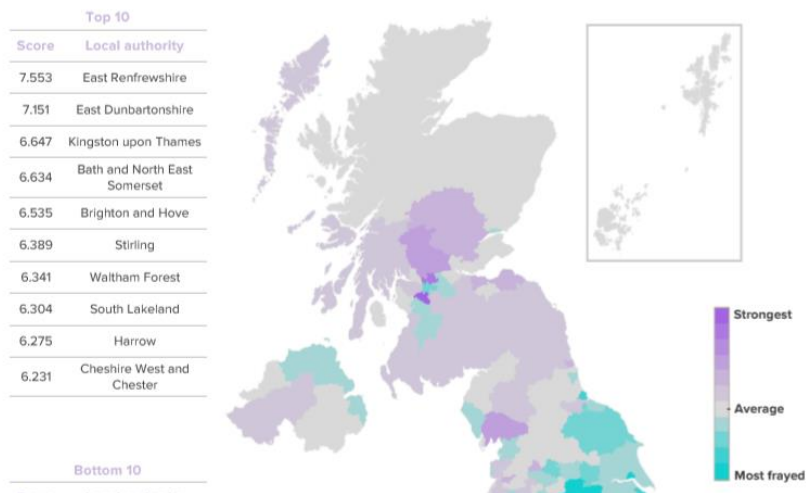 Top 10
Score Local authority
7.553 East Renfrewshire
7.151 East Dunbartonshire
6.647 Kingston upon Thames
6.634 Bath and North East
Somerset
6.535 Brighton and Hove
6.389 Stirling
6.341 Waltham Forest
6.304 South Lakeland
6.275 Harrow
6.231 Cheshire West and
Chester
Bottom 10
Strongest
Average
Most frayed